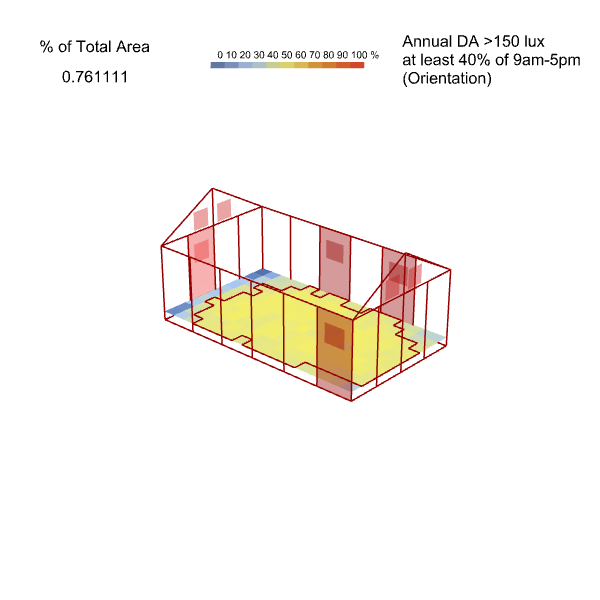 % of Total Area
0.761111
0 10 20 30 40 50 60 70 80 90 100 %
Annual DA >150 lux
at least 40% of 9am-5pm
(Orientation)